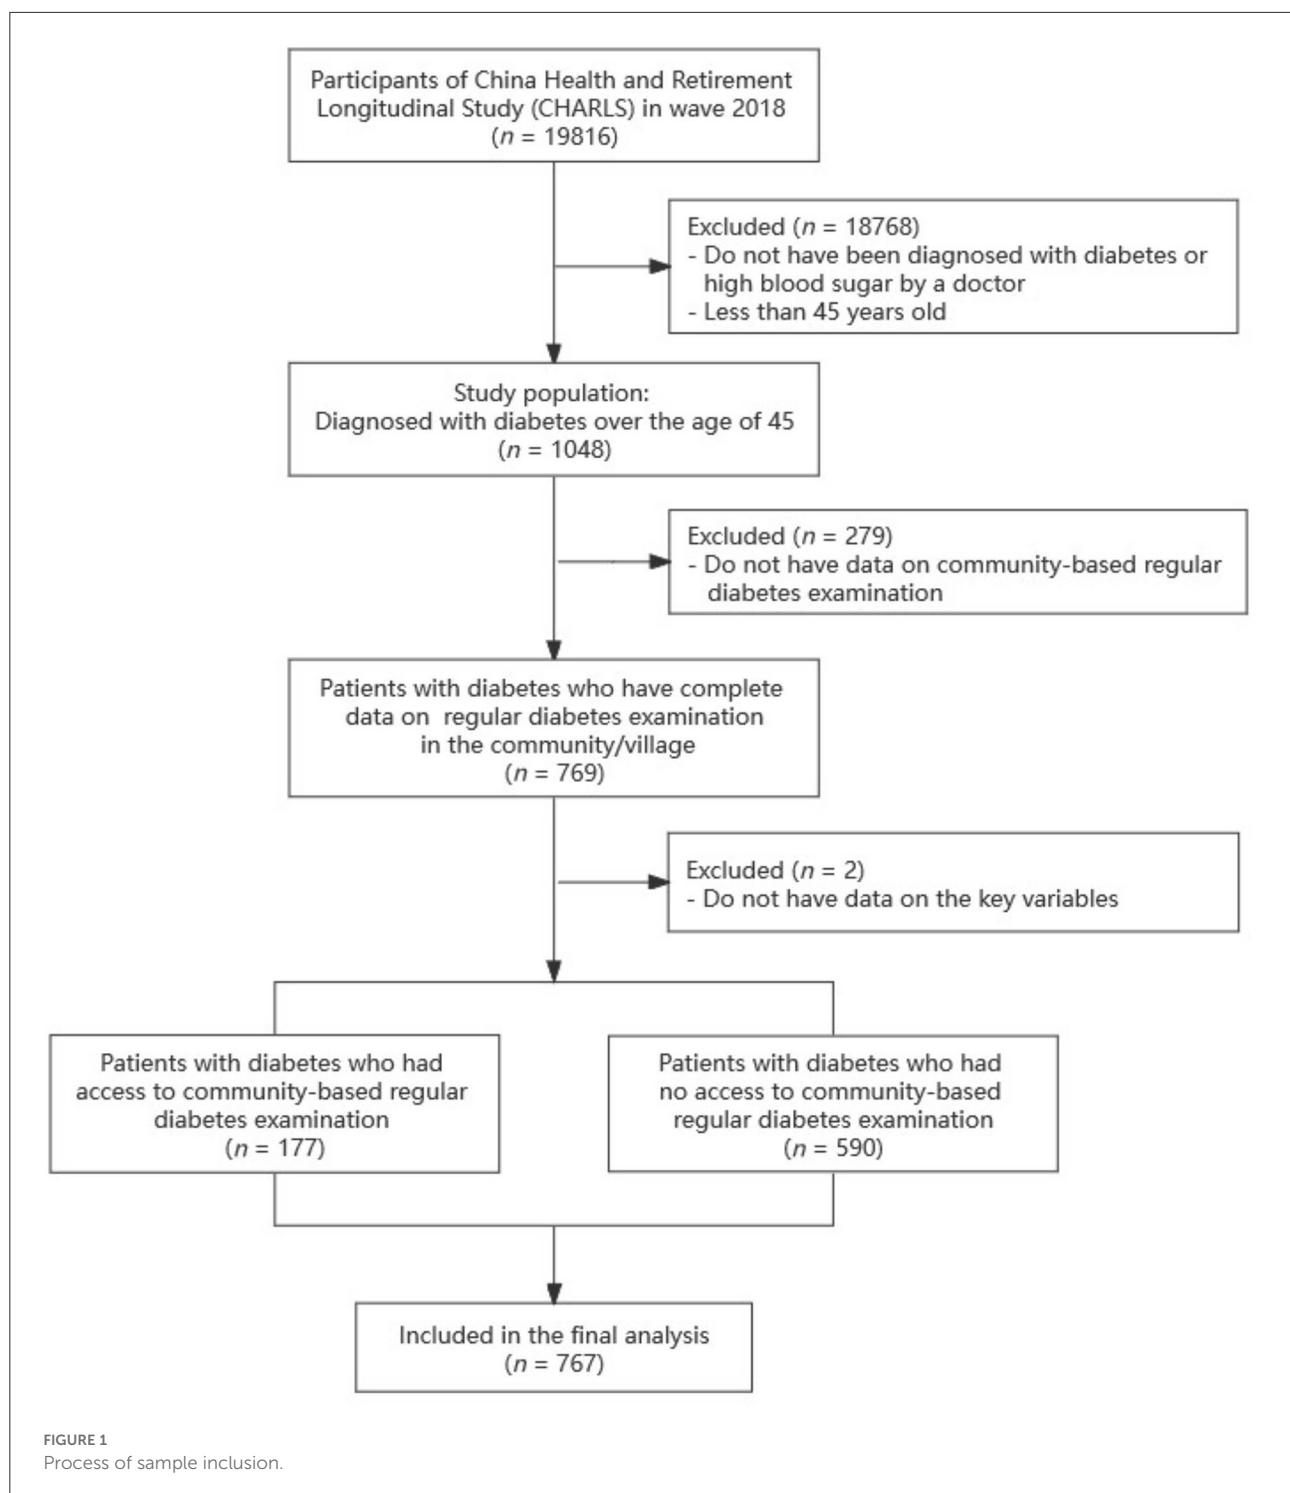 Participants of China Health and Retirement
Longitudinal Study (CHARLS) in wave 2018
(n = 19816)
Excluded (n = 18768)
- Do not have been diagnosed with diabetes or
high blood sugar by a doctor
- Less than 45 years old
Study population:
Diagnosed with diabetes over the age of 45
(n = 1048)
Excluded (n = 279)
- Do not have data on community-based regular
diabetes examination
Patients with diabetes who have complete
data on regular diabetes examination
in the community/village
(n = 769)
Excluded (n = 2)
- Do not have data on the key variables
Patients with diabetes who had
access to community-based regular
diabetes examination
(n = 177)
Patients with diabetes who had
no access to community-based
regular diabetes examination
(n = 590)
Included in the final analysis
(n = 767)
FIGURE 1
Process of sample inclusion.